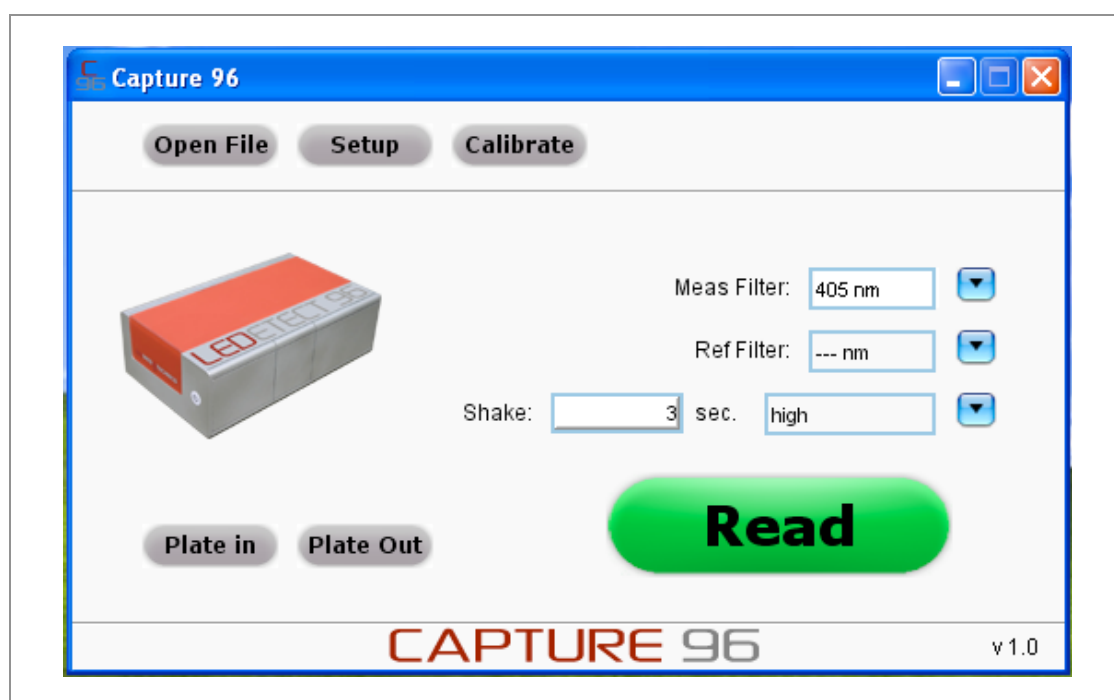 Capture 96
Open File Setup Calibrate
LEDETECT 96
Meas Filter: 405 nm
Ref Filter: --- nm
Shake: 3 sec. high
Read
Plate in Plate Out
CAPTURE 96
v 1.0